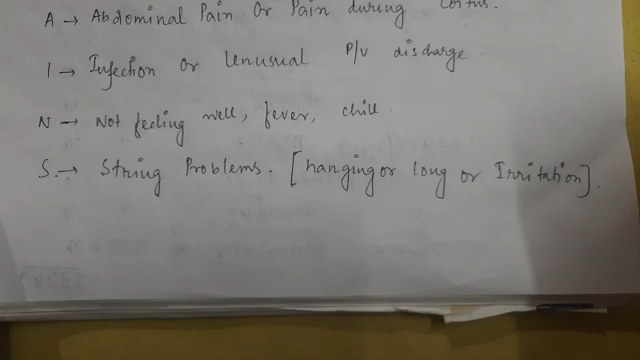 A → Abdominal Pain Or Pain during Coitus.
I → Infection Or Unusual P/V discharge.
N → Not feeling well, fever, chill.
S. → String Problems. [hanging or long or Irritation].